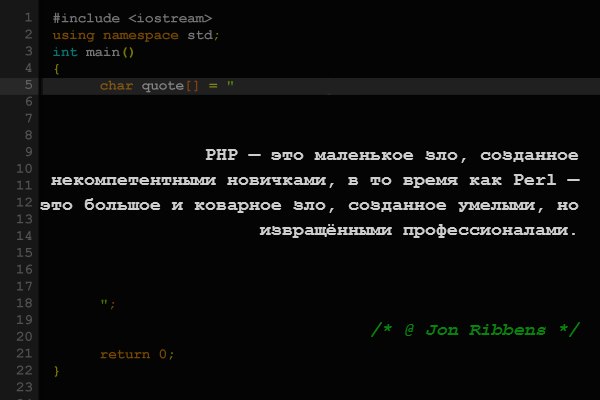 1 #include <iostream>
2 using namespace std;
3 int main()
4 {
5 char quote[] = "
6
7
8
9 PHP — это маленькое зло, созданное
10 некомпетентными новичками, в то время как Perl —
11
12 это большое и коварное зло, созданное умелыми, но
13 извращёнными профессионалами.
14
15
16
17
18 ";
19
20 /* @ Jon Ribbens */
21 return 0;
22 }
23